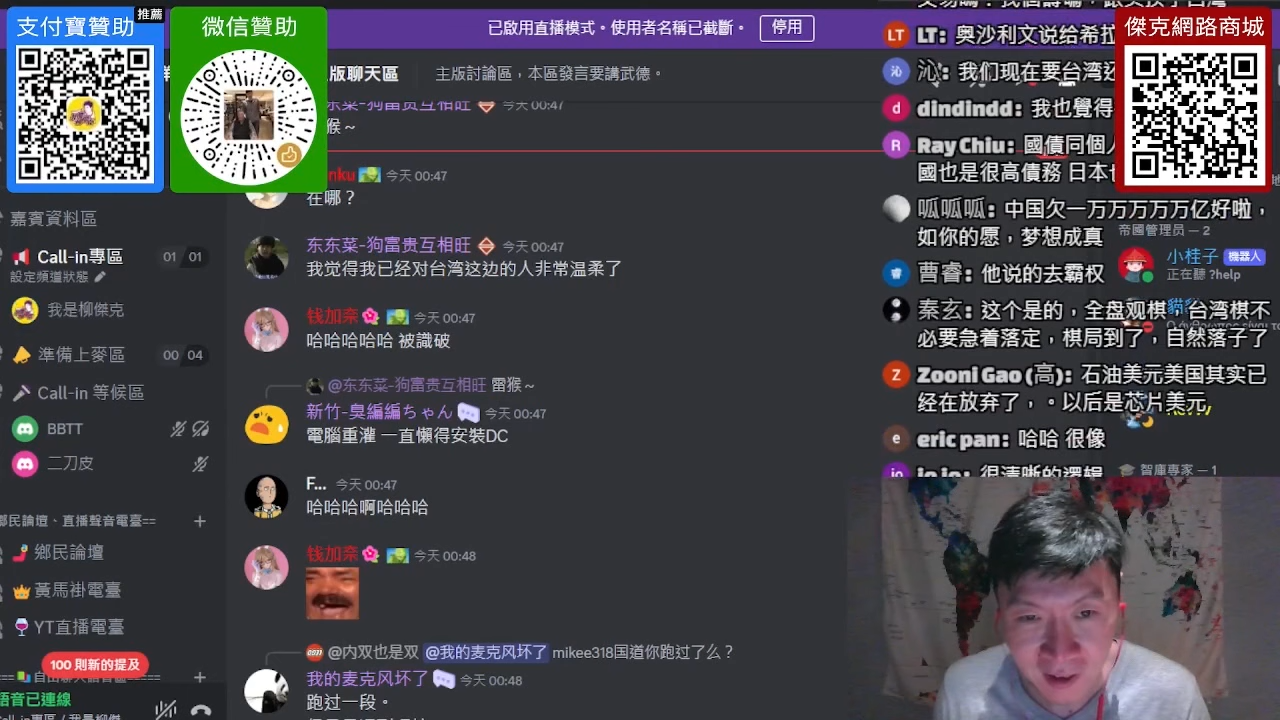 支付寶贊助
推薦
微信贊助
已啟用直播模式。使用者名稱已截斷。
停用
傑克網路商城
版聊天區
主版討論區，本區發言要講武德。
东东菜-狗富贵互相旺 今天 00:47
猴~
nku 今天 00:47
在哪？
东东菜-狗富贵互相旺 今天 00:47
我觉得我已经对台湾这边的人非常温柔了
钱加奈 今天 00:47
哈哈哈哈哈 被識破
@东东菜-狗富贵互相旺 雷猴~
新竹-臭編編ちゃん 今天 00:47
電腦重灌 一直懶得安裝DC
F... 今天 00:47
哈哈哈啊哈哈哈
钱加奈 今天 00:48
@内双也是双 @我的麦克风坏了 mikee318国道你跑过了么？
我的麦克风坏了 今天 00:48
跑过一段。
嘉賓資料區
Call-in專區 01 01
設定頻道狀態
我是柳傑克
準備上麥區 00 04
Call-in 等候區
BBTT
二刀皮
鄉民論壇、直播聲音電臺==
鄉民論壇
黃馬褂電臺
YT直播電臺
100 則新的提及
語音已連線
LT: 奥沙利文说给希拉
沁: 我们现在要台湾还
dindindd: 我也覺得
Ray Chiu: 國債同個人
國也是很高債務 日本
呱呱呱: 中国欠一万万万万万亿好啦，
如你的愿，梦想成真
帝國管理員 — 2
小桂子 機器人
正在聽 ?help
曹睿: 他说的去霸权
秦玄: 这个是的，全盘观棋，台湾棋不
必要急着落定，棋局到了，自然落子了
Zooni Gao (高): 石油美元美国其实已
经在放弃了，。以后是芯片美元
eric pan: 哈哈 很像
jo jo: 很清晰的逻辑
智庫專家 — 1